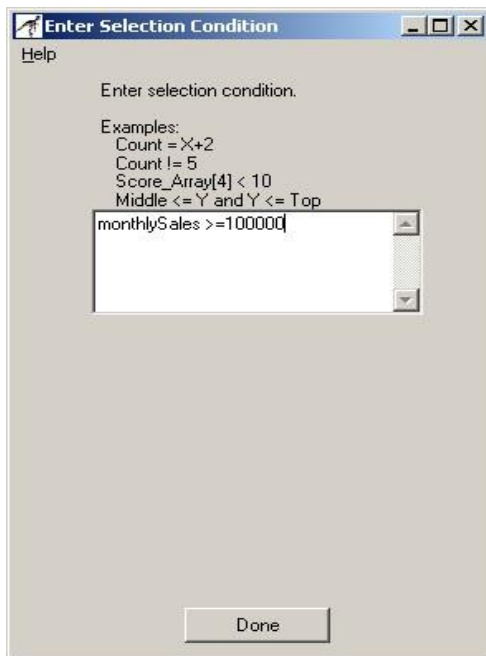 Enter Selection Condition
Help
Enter selection condition.
Examples:
Count = X+2
Count != 5
Score_Array[4] < 10
Middle <= Y and Y <= Top
monthlySales >=100000
Done